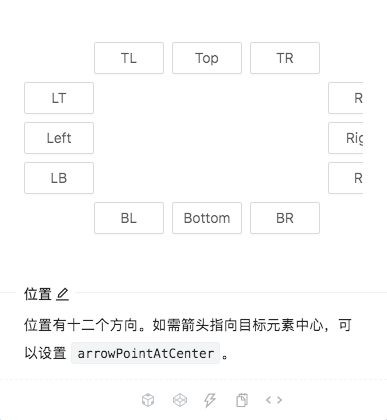 TL Top TR
LT R
Left Rig
LB R
BL Bottom BR
位置
位置有十二个方向。如需箭头指向目标元素中心，可
以设置 arrowPointAtCenter 。